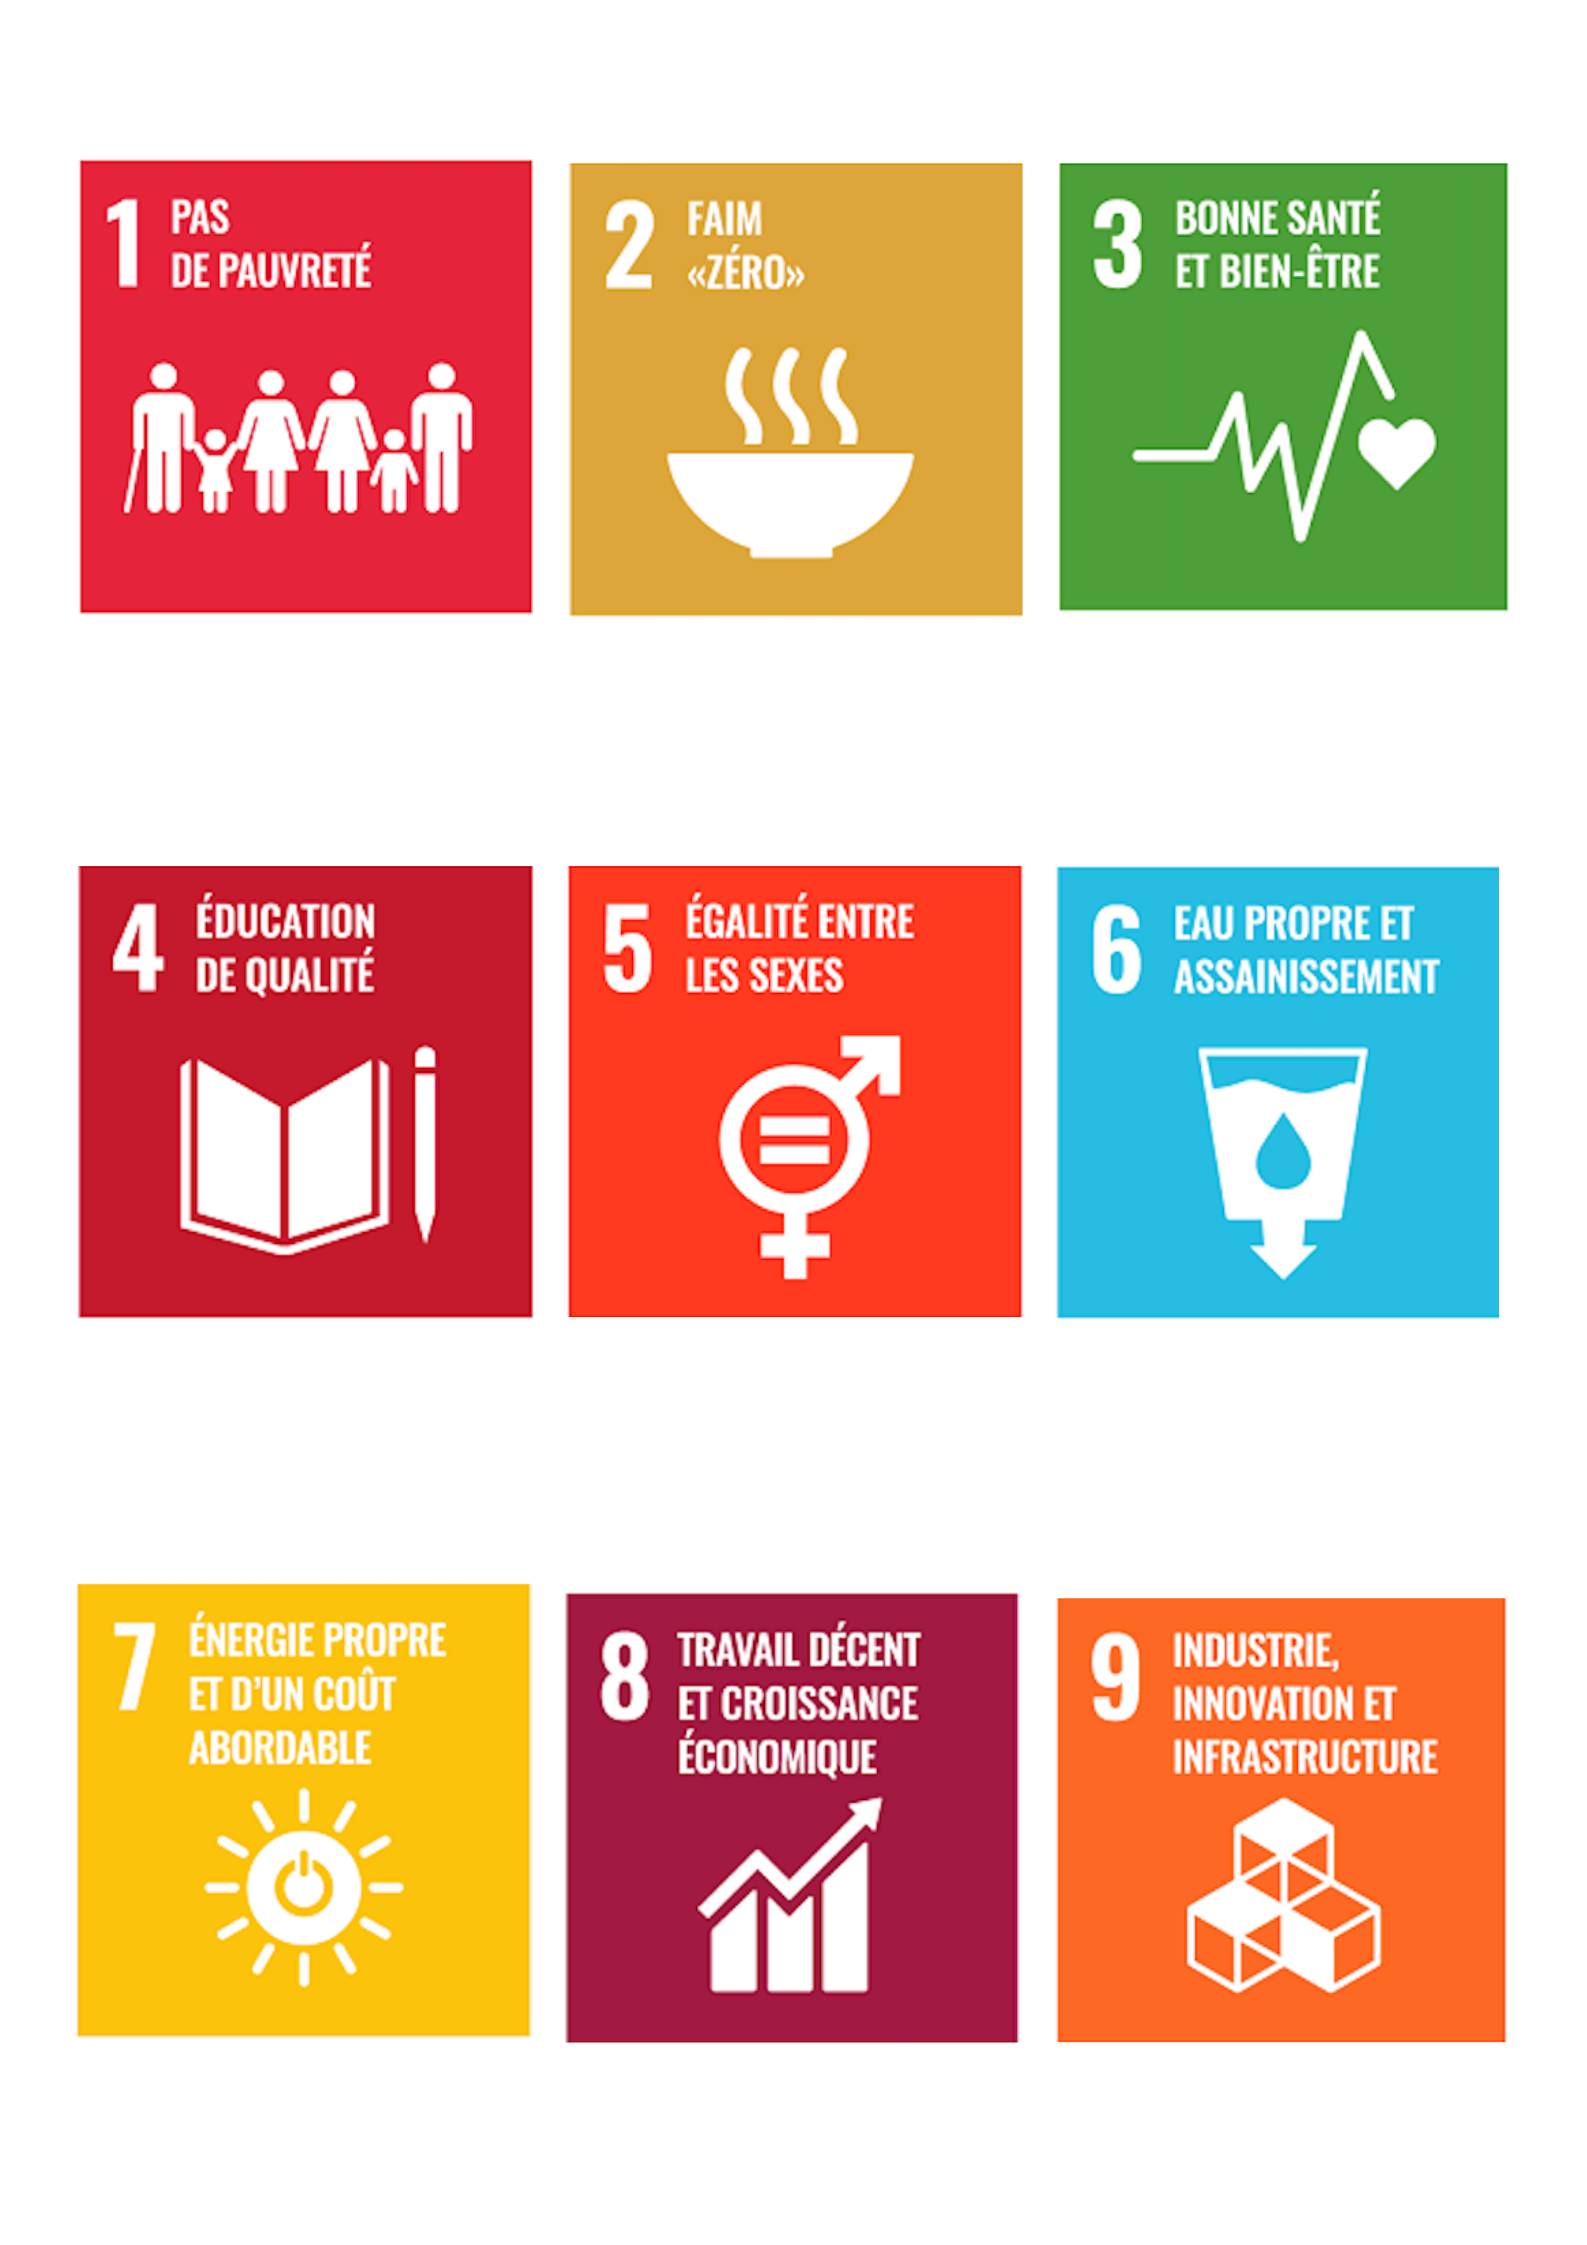 1 PAS
DE PAUVRETÉ
2 FAIM
«ZÉRO»
3 BONNE SANTÉ
ET BIEN-ÊTRE
4 ÉDUCATION
DE QUALITÉ
5 ÉGALITÉ ENTRE
LES SEXES
6 EAU PROPRE ET
ASSAINISSEMENT
7 ÉNERGIE PROPRE
ET D'UN COÛT
ABORDABLE
8 TRAVAIL DÉCENT
ET CROISSANCE
ÉCONOMIQUE
9 INDUSTRIE,
INNOVATION ET
INFRASTRUCTURE